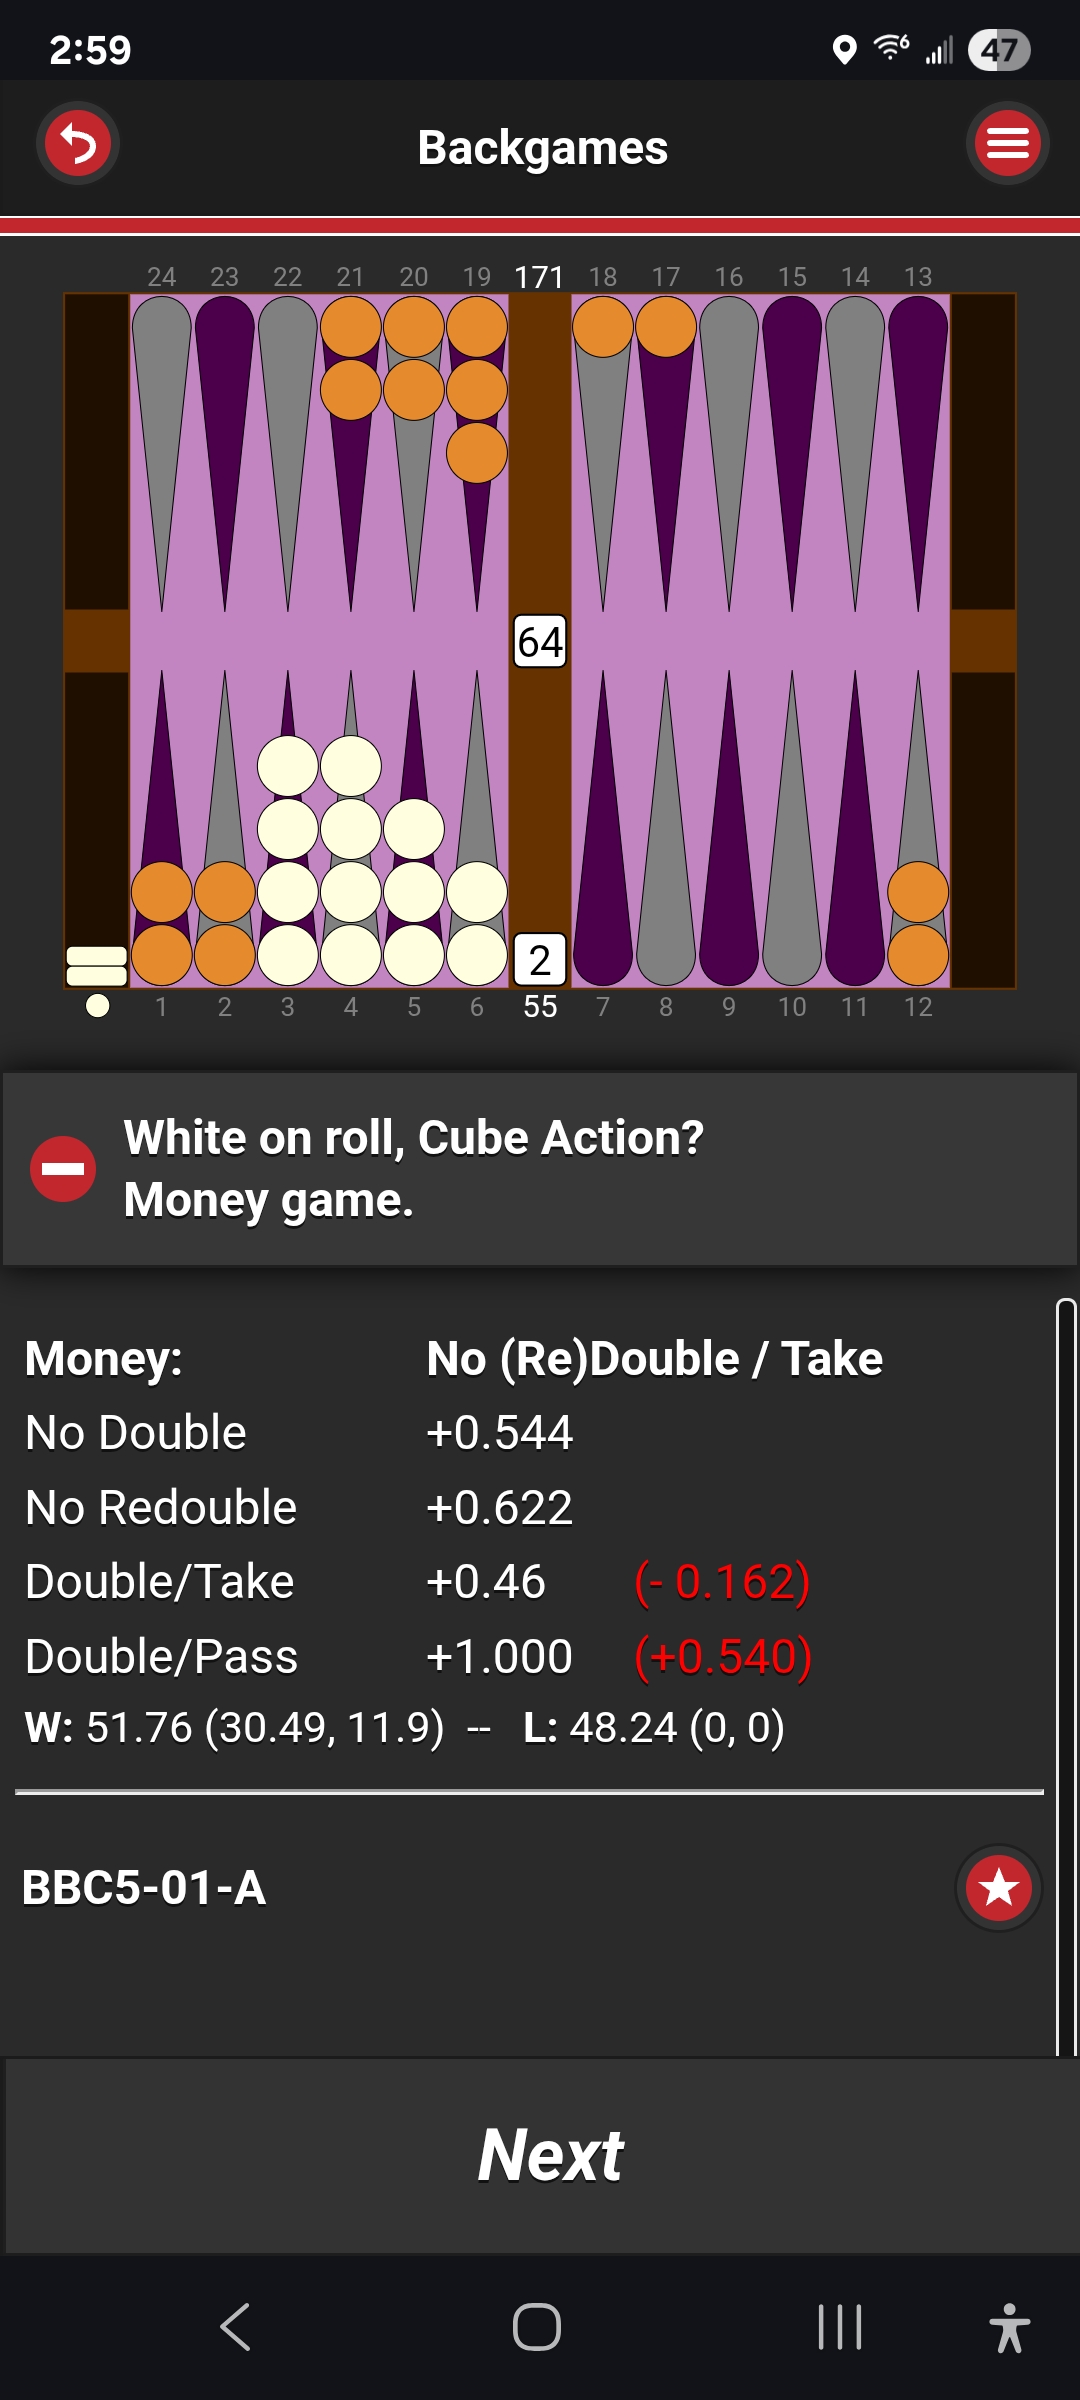 2:59
6
47
Backgames
24 23 22 21 20 19 171 18 17 16 15 14 13
64
2
1 2 3 4 5 6 55 7 8 9 10 11 12
White on roll, Cube Action?
Money game.
Money: No (Re)Double / Take
No Double +0.544
No Redouble +0.622
Double/Take +0.46 (- 0.162)
Double/Pass +1.000 (+0.540)
W: 51.76 (30.49, 11.9) -- L: 48.24 (0, 0)
BBC5-01-A
Next